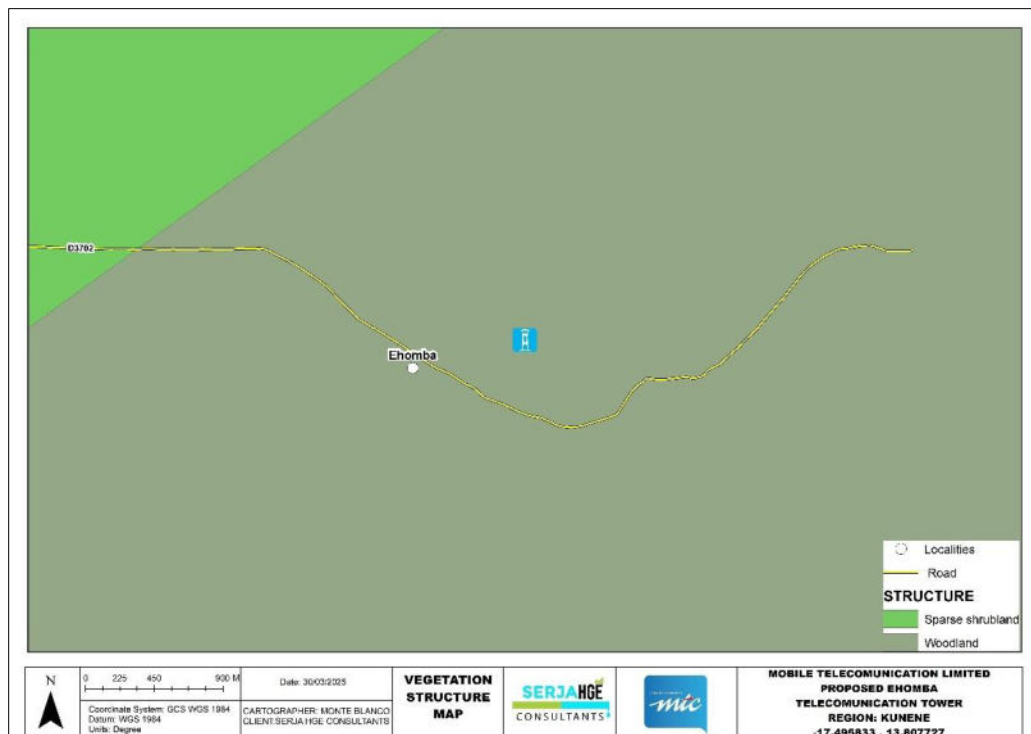 D3702
Ehomba
Localities
Road
STRUCTURE
Sparse shrubland
Woodland
N
0 225 450 900 M
Coordinate System: GCS WGS 1984
Datum: WGS 1984
Units: Degree
Date: 30/03/2025
CARTOGRAPHER: MONTE BLANCO
CLIENT:SERJA HGE CONSULTANTS
VEGETATION
STRUCTURE
MAP
SERJAHGE
CONSULTANTS
mtc
MOBILE TELECOMUNICATION LIMITED
PROPOSED EHOMBA
TELECOMMUNICATION TOWER
REGION: KUNENE
-17.495833 , 13.807727